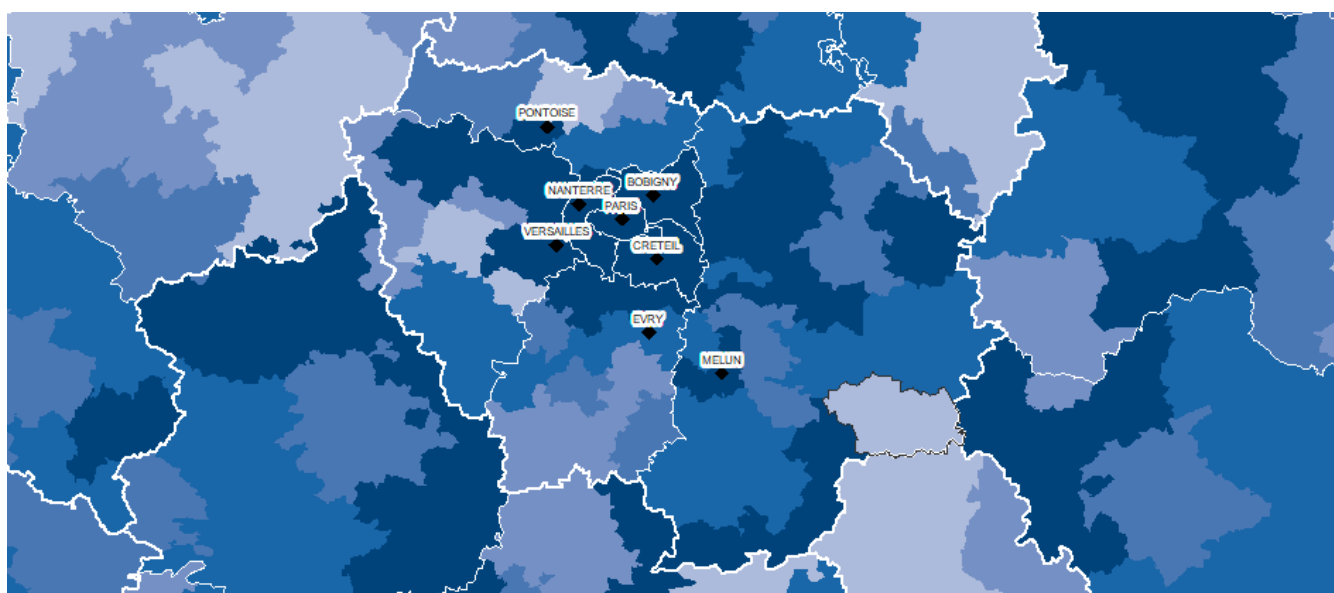 PONTOISE
NANTERRE
BOBIGNY
PARIS
VERSAILLES
CRETEIL
EVRY
MELUN